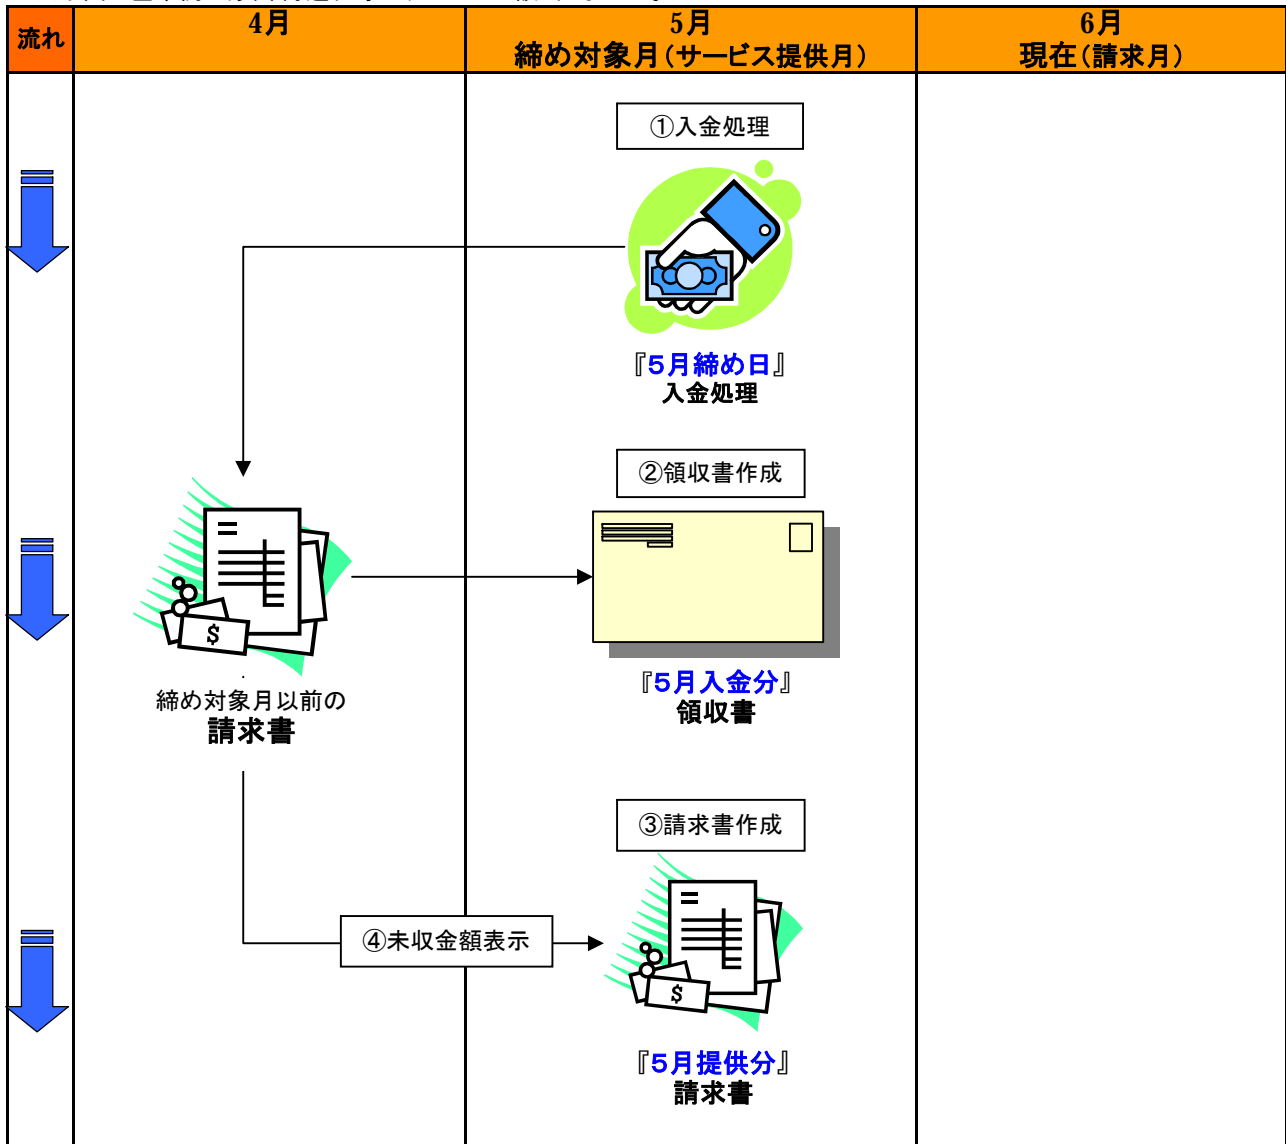 流れ
4月
5月
締め対象月(サービス提供月)
6月
現在(請求月)
①入金処理
『5月締め日』
入金処理
②領収書作成
$
締め対象月以前の
請求書
『5月入金分』
領収書
③請求書作成
④未収金額表示
$
『5月提供分』
請求書